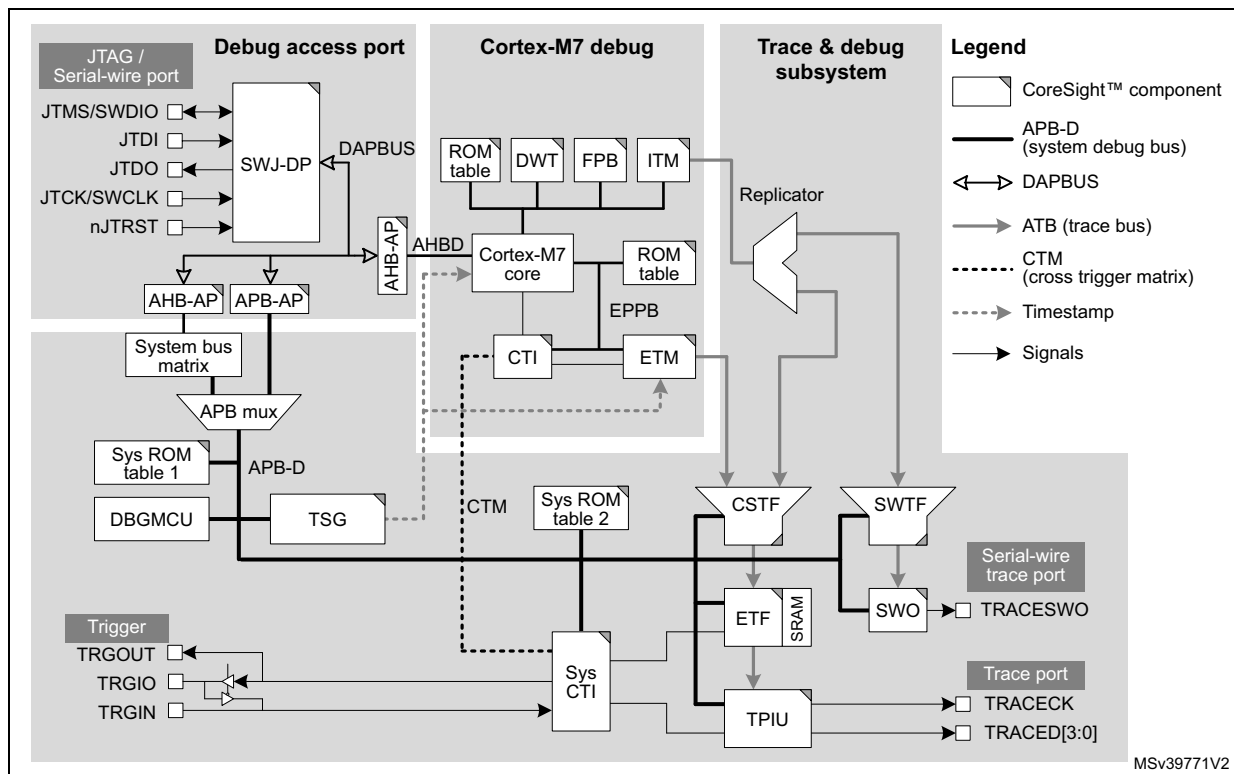 Debug access port
Cortex-M7 debug
Trace & debug
subsystem
Legend
JTAG /
Serial-wire port
JTMS/SWDIO
JTDI
JTDO
JTCK/SWCLK
nJTRST
SWJ-DP
DAPBUS
AHB-AP
AHBD
AHB-AP
APB-AP
ROM
table
DWT
FPB
ITM
Cortex-M7
core
ROM
table
EPPB
CTI
ETM
Replicator
CoreSight™ component
APB-D
(system debug bus)
DAPBUS
ATB (trace bus)
CTM
(cross trigger matrix)
Timestamp
Signals
System bus
matrix
APB mux
Sys ROM
table 1
APB-D
DBGMCU
TSG
CTM
Sys ROM
table 2
CSTF
SWTF
Serial-wire
trace port
ETF
SRAM
SWO
TRACESWO
Trigger
TRGOUT
TRGIO
TRGIN
Sys
CTI
TPIU
Trace port
TRACECK
TRACED[3:0]
MSv39771V2